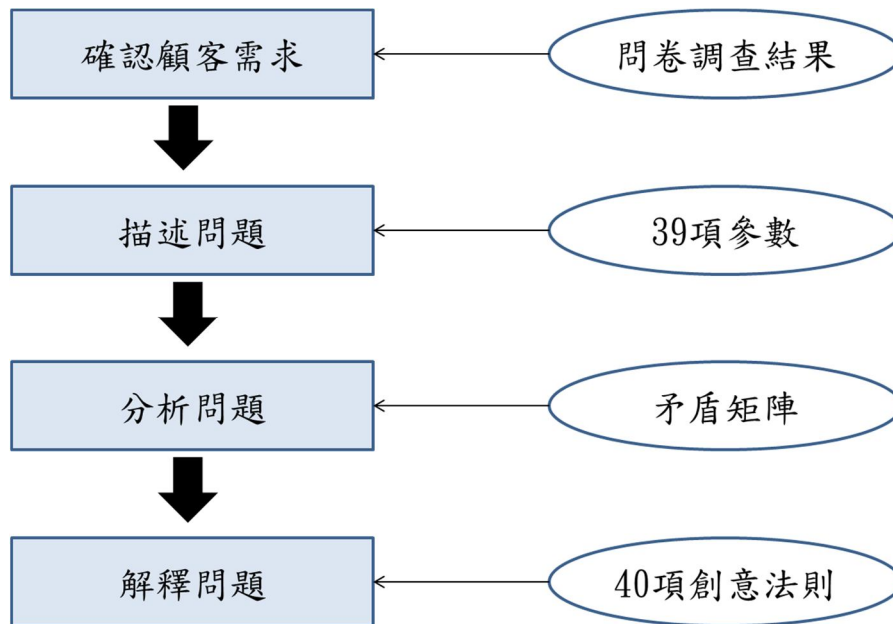 確認顧客需求
問卷調查結果
描述問題
39項參數
分析問題
矛盾矩陣
解釋問題
40項創意法則